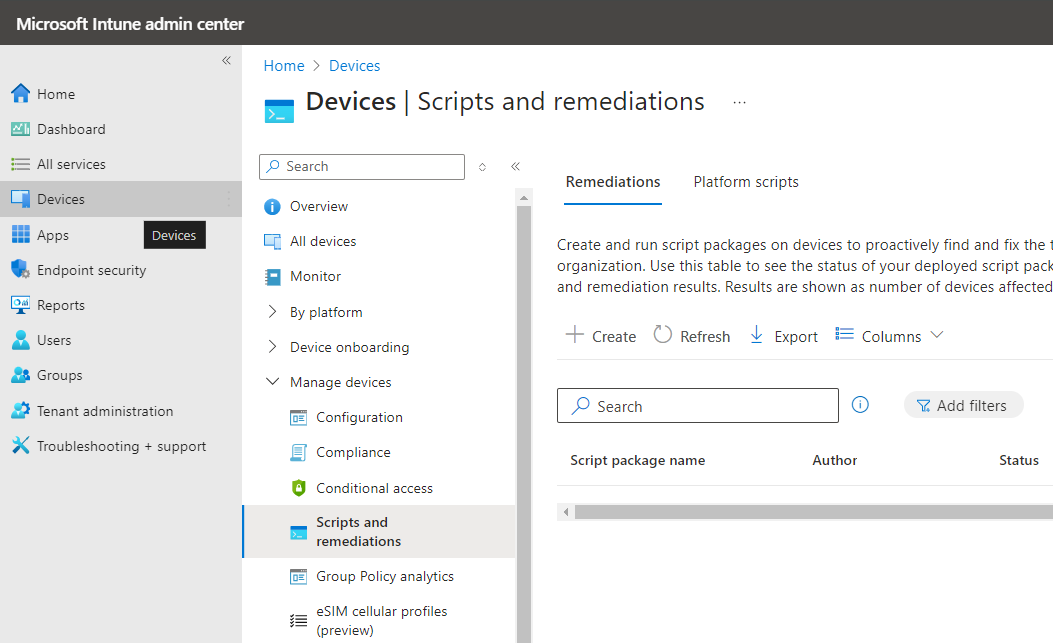 Microsoft Intune admin center
Home
Dashboard
All services
Devices
Apps
Devices
Endpoint security
Reports
Users
Groups
Tenant administration
Troubleshooting + support
Home > Devices
Devices | Scripts and remediations ...
Search
Overview
All devices
Monitor
By platform
Device onboarding
Manage devices
Configuration
Compliance
Conditional access
Scripts and
remediations
Group Policy analytics
eSIM cellular profiles
(preview)
Remediations Platform scripts
Create and run script packages on devices to proactively find and fix the t
organization. Use this table to see the status of your deployed script pack
and remediation results. Results are shown as number of devices affected
Create Refresh Export Columns
Search Add filters
Script package name Author Status